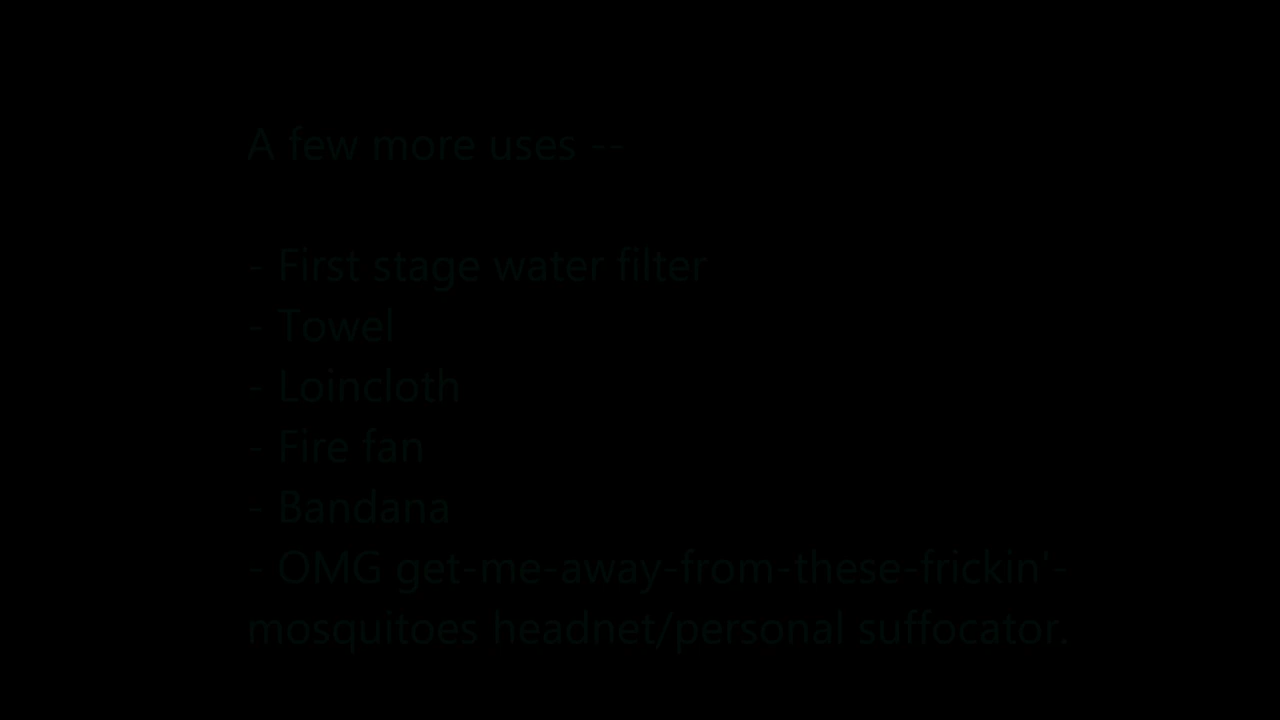 A few more uses --
- First stage water filter
- Towel
- Loincloth
- Fire fan
- Bandana
- OMG get-me-away-from-these-frickin'-
mosquitoes headnet/personal suffocator.